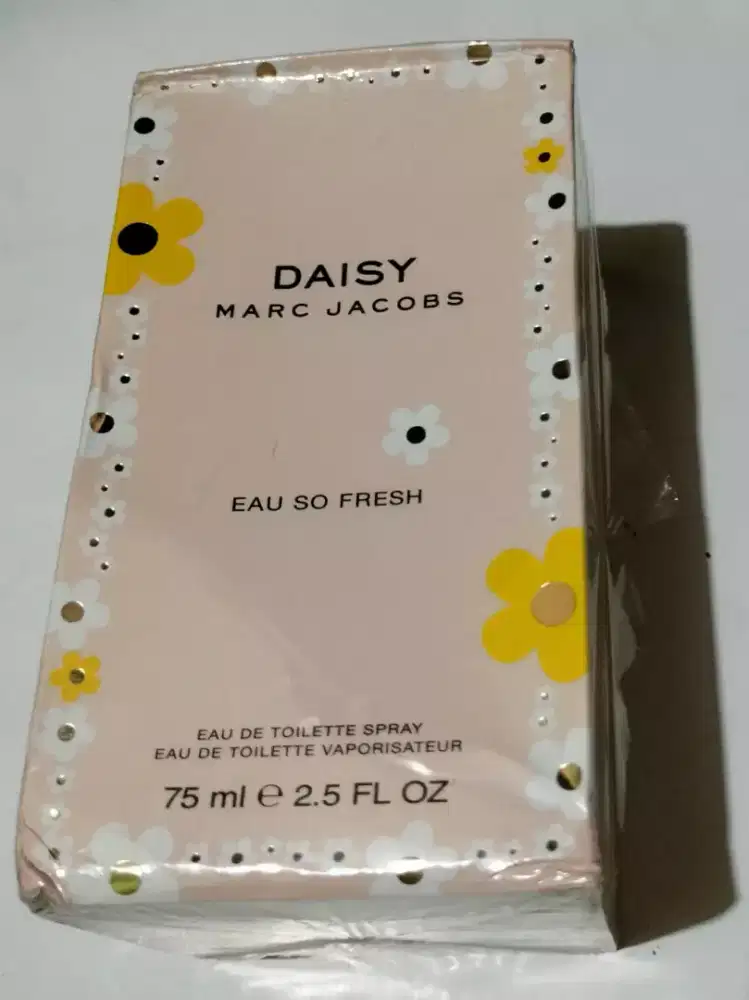 DAISY
MARC JACOBS
EAU SO FRESH
EAU DE TOILETTE SPRAY
EAU DE TOILETTE VAPORISATEUR
75 ml ℮ 2.5 FL OZ